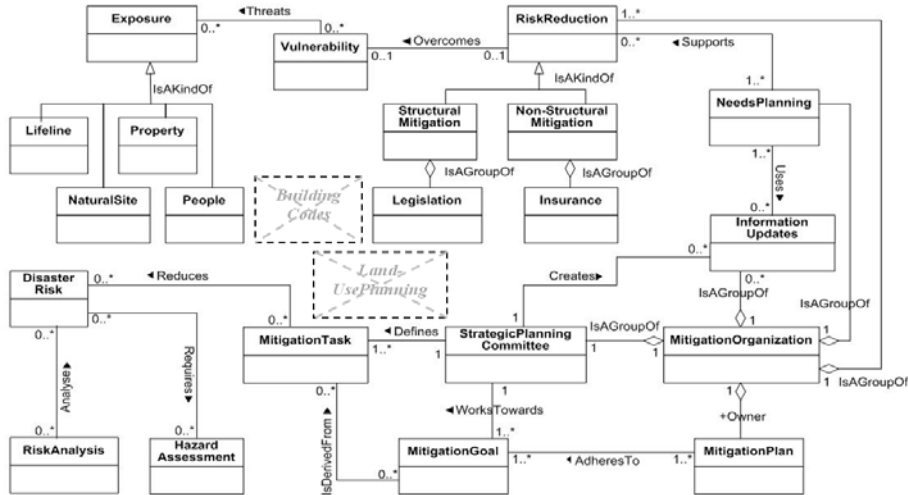 Exposure
◄Threats
0..*
0..*
Vulnerability
◄Overcomes
0..1
0..1
RiskReduction
1..*
0..*
◄Supports
1..*
IsAKindOf
IsAKindOf
Lifeline
Property
NaturalSite
People
Structural
Mitigation
Non-Structural
Mitigation
NeedsPlanning
IsAGroupOf
IsAGroupOf
Legislation
Insurance
1..*
Uses►
0..*
Building
Codes
Land-
UsePlanning
Information
Updates
0..*
0..*
Creates►
IsAGroupOf
IsAGroupOf
Disaster
Risk
0..*
◄Reduces
0..*
0..*
0..*
MitigationTask
1..*
◄Defines
1
1
StrategicPlanning
Committee
IsAGroupOf
1
1
1
1
MitigationOrganization
1
IsAGroupOf
Analyse►
Requires►
0..*
0..*
RiskAnalysis
Hazard
Assessment
0..*
IsDerivedFrom►
0..*
1
◄WorksTowards
1..*
MitigationGoal
1..*
◄AdheresTo
1..*
1
+Owner
MitigationPlan